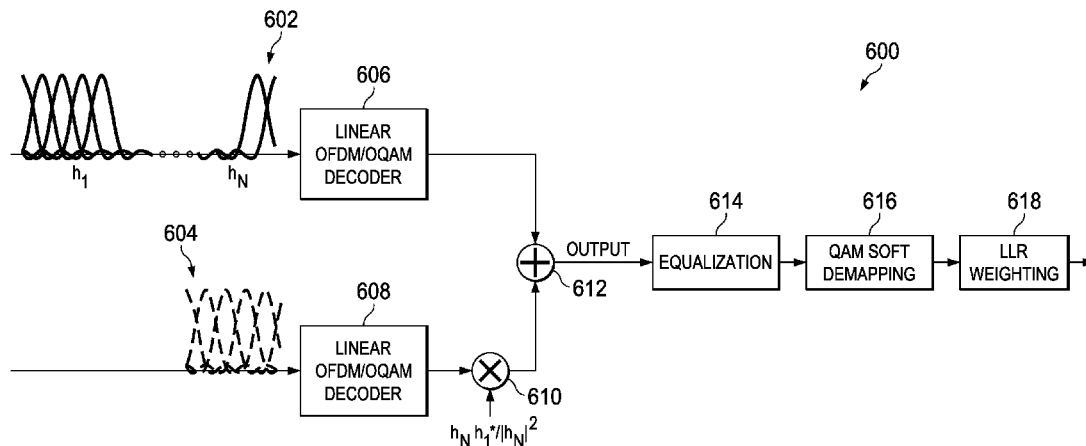 602
600
606
LINEAR
OFDM/OQAM
DECODER
h1
hN
614
616
618
604
OUTPUT
EQUALIZATION
QAM SOFT
DEMAPPING
LLR
WEIGHTING
612
608
LINEAR
OFDM/OQAM
DECODER
610
hN h1*/|hN|2